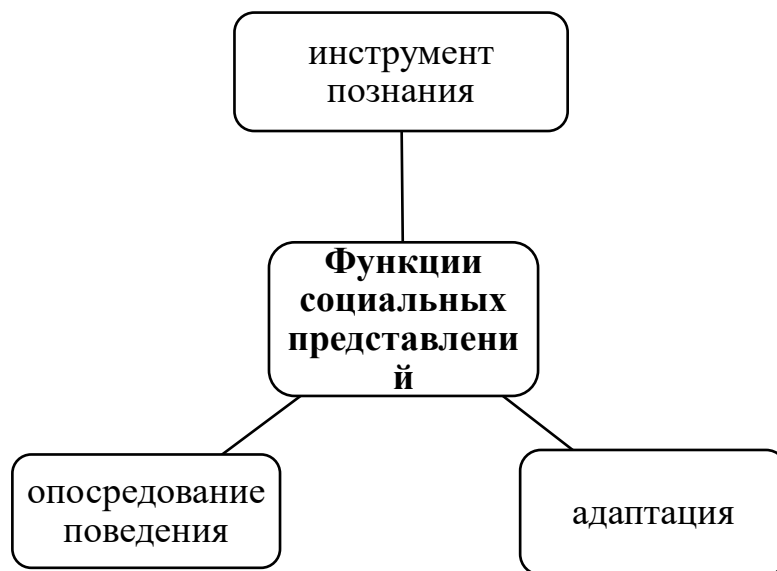 инструмент
познания
Функции
социальных
представлени
й
опосредование
поведения
адаптация